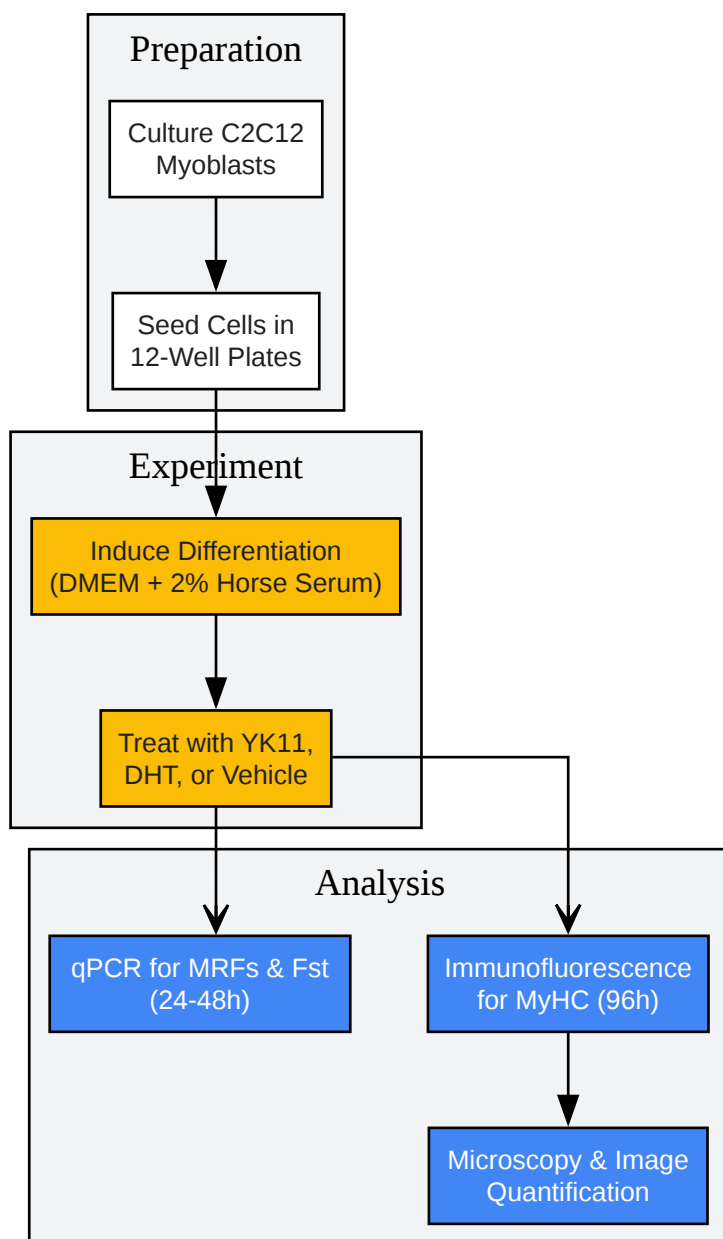 Preparation
Culture C2C12
Myoblasts
Seed Cells in
12-Well Plates
Experiment
Induce Differentiation
(DMEM + 2% Horse Serum)
Treat with YK11,
DHT, or Vehicle
Analysis
qPCR for MRFs & Fst
(24-48h)
Immunofluorescence
for MyHC (96h)
Microscopy & Image
Quantification